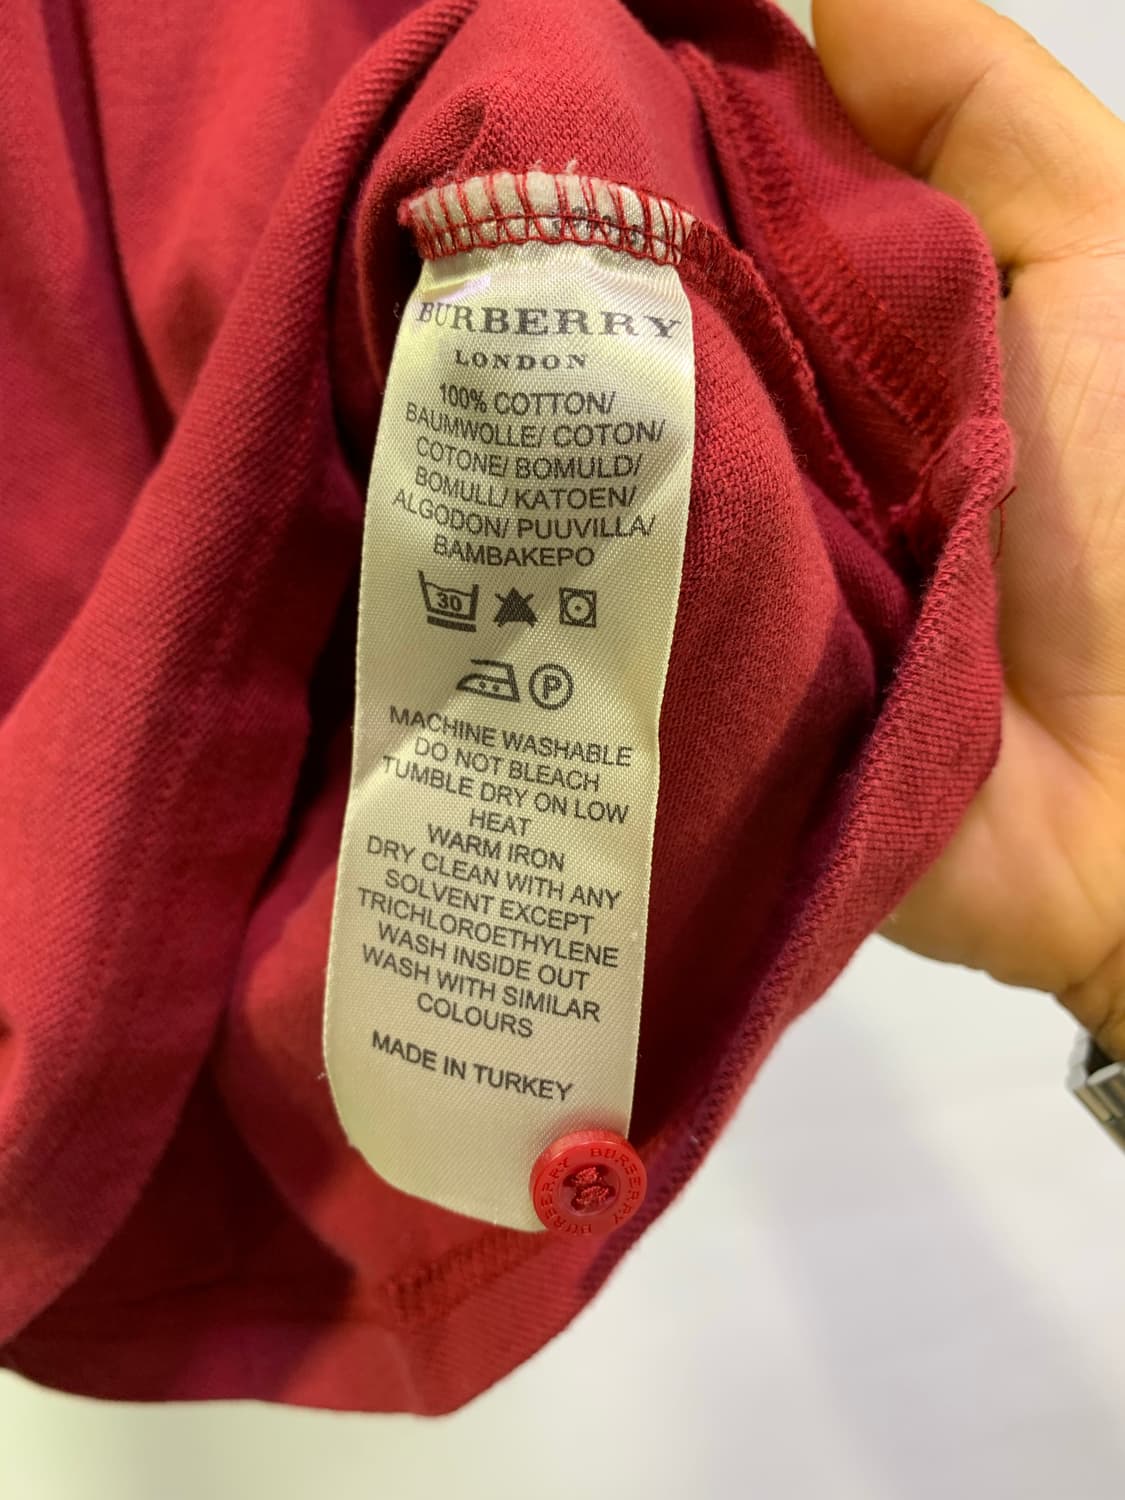 BURBERRY
LONDON
100% COTTON/
BAUMWOLLE/ COTON/
COTONE/ BOMULD/
BOMULL/ KATOEN/
ALGODON/ PUUVILLA/
BAMBAKEPO
30
P
MACHINE WASHABLE
DO NOT BLEACH
TUMBLE DRY ON LOW
HEAT
WARM IRON
DRY CLEAN WITH ANY
SOLVENT EXCEPT
TRICHLOROETHYLENE
WASH INSIDE OUT
WASH WITH SIMILAR
COLOURS
MADE IN TURKEY
BURBERRY BURBERRY